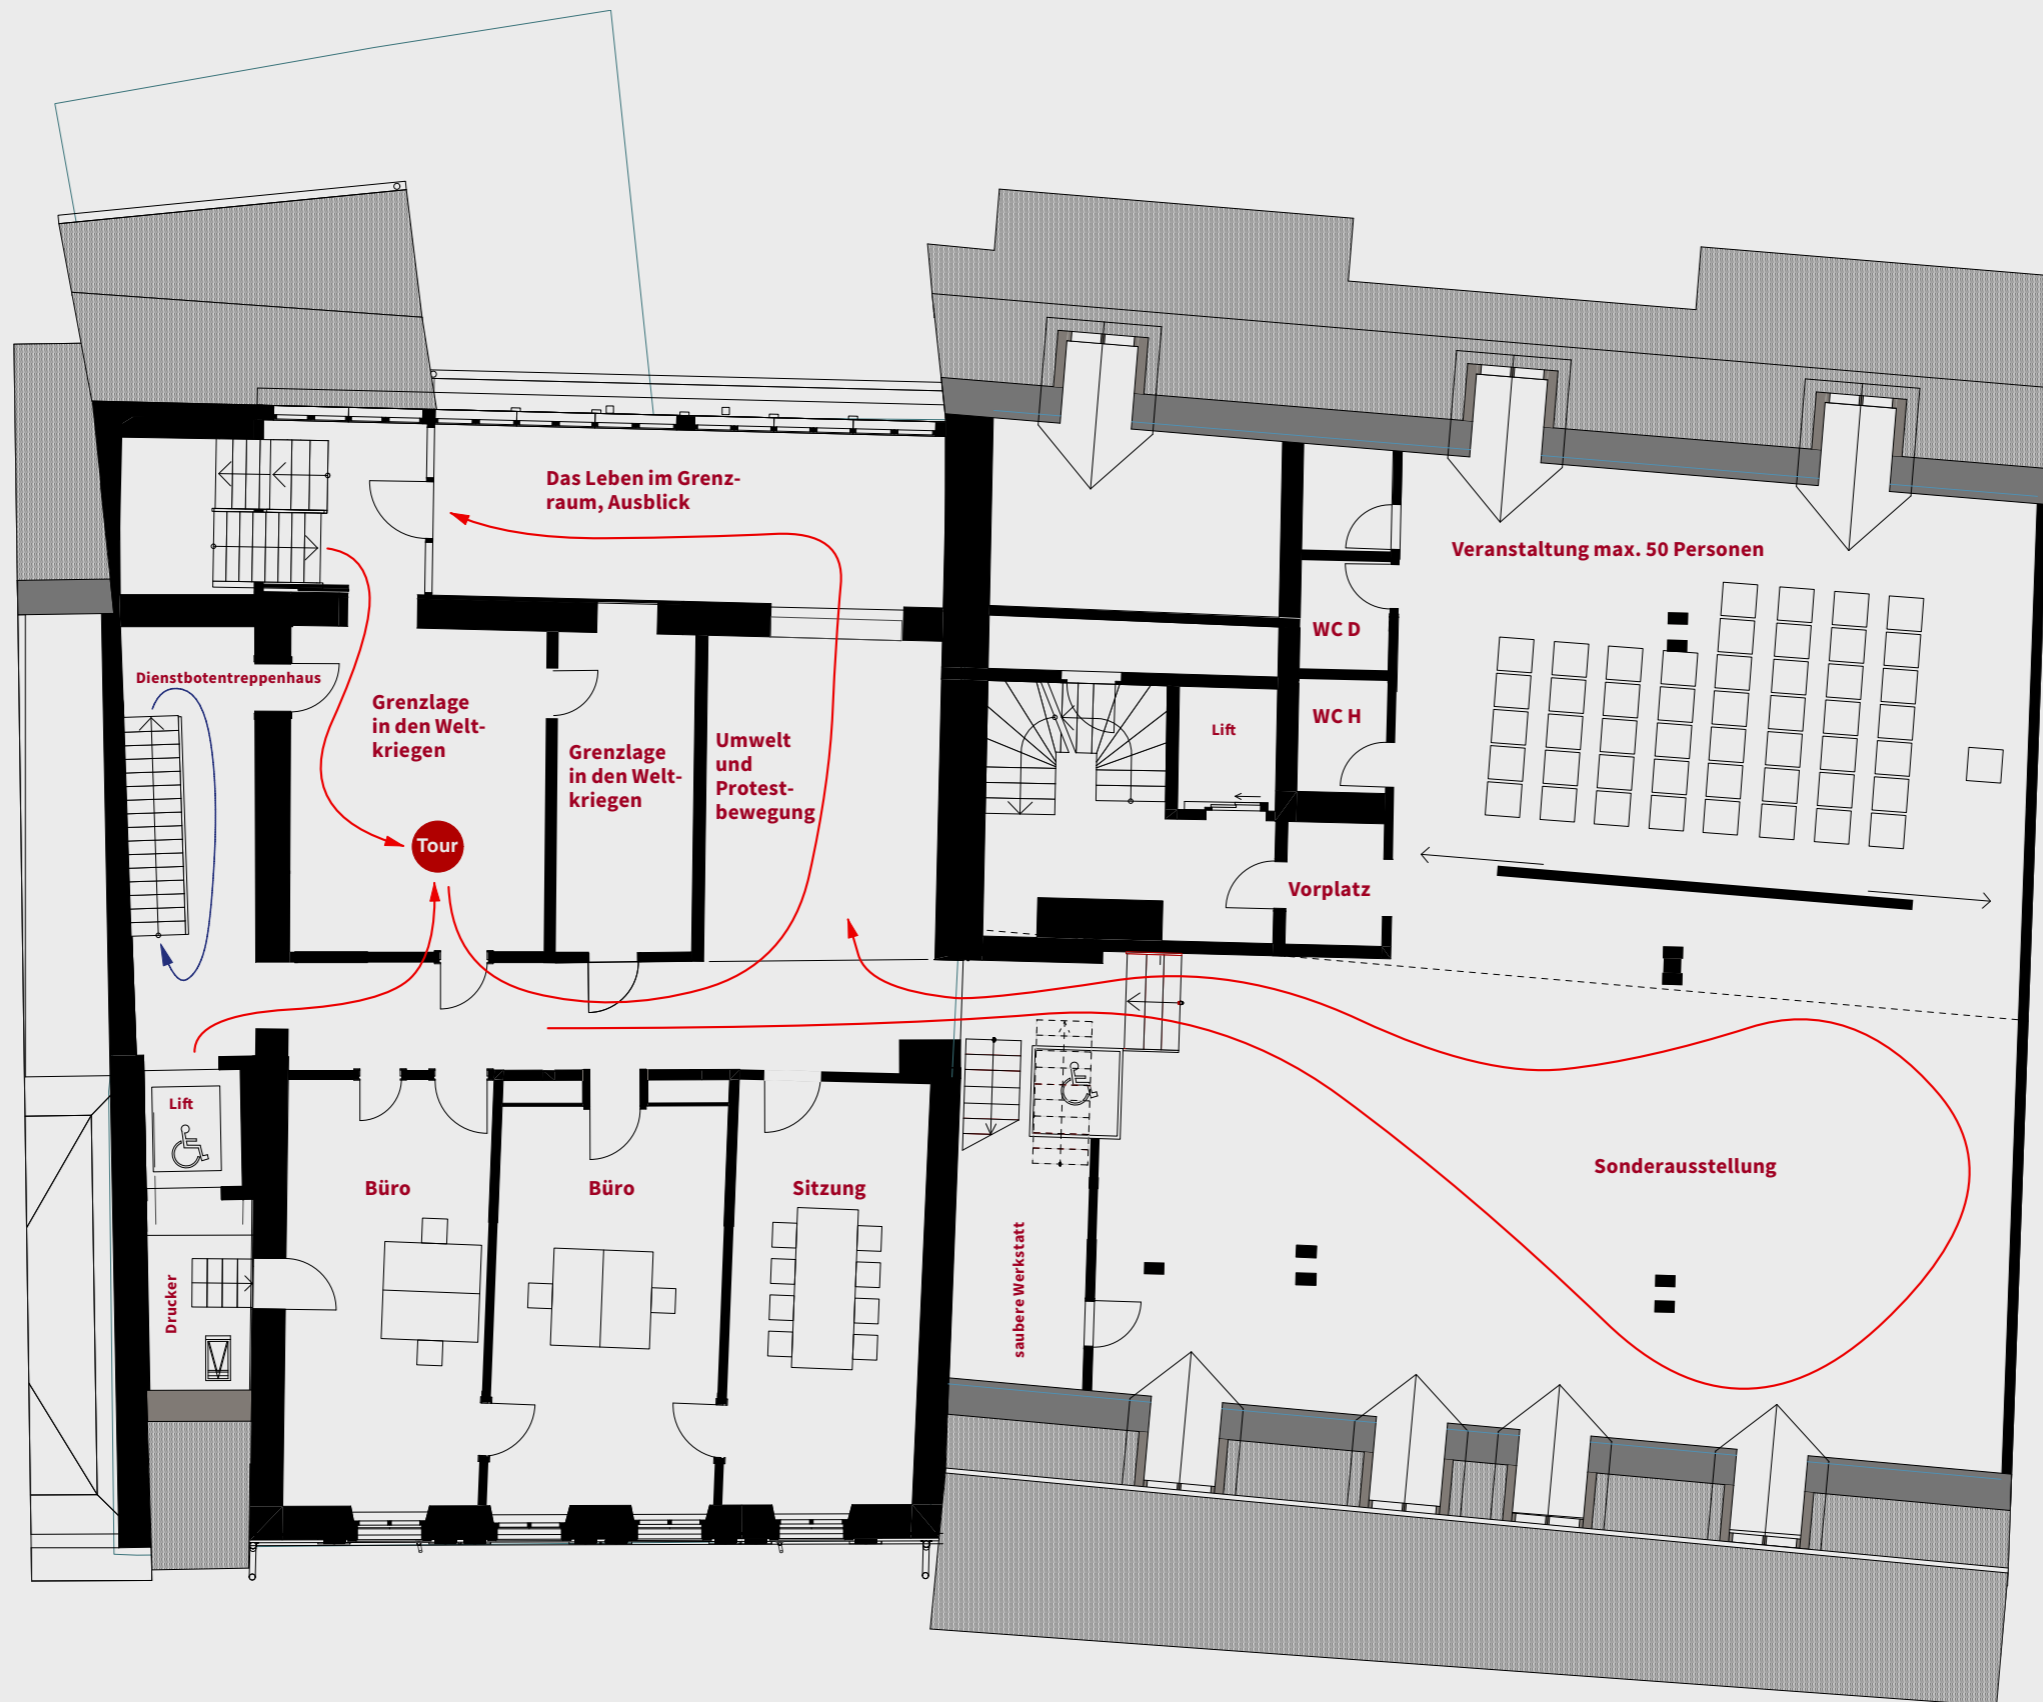 Das Leben im Grenz-
raum, Ausblick
Veranstaltung max. 50 Personen
WC D
Dienstbotentreppenhaus
Grenzlage
in den Welt-
kriegen
Grenzlage
in den Welt-
kriegen
Umwelt
und
Protest-
bewegung
Lift
WC H
Tour
Vorplatz
Lift
Büro
Büro
Sitzung
Sonderausstellung
Drucker
saubere Werkstatt